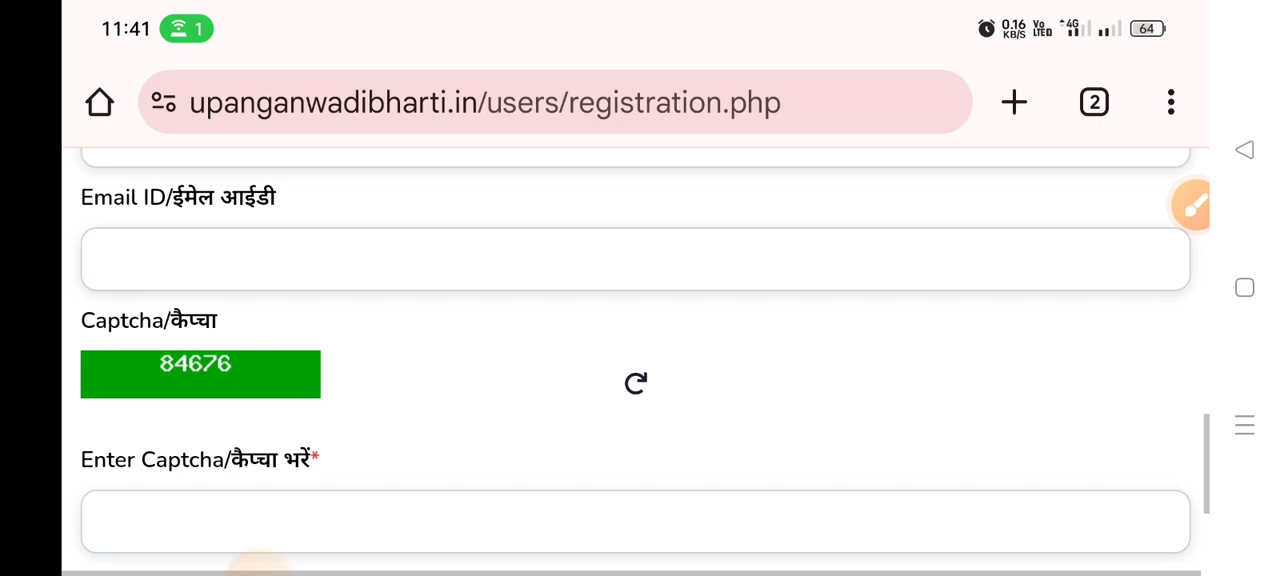 11:41 1 0.16 KB/S Vo LTED 4G 64
upanganwadibharti.in/users/registration.php 2
Email ID/ईमेल आईडी
Captcha/कैप्चा
84676
Enter Captcha/कैप्चा भरें*